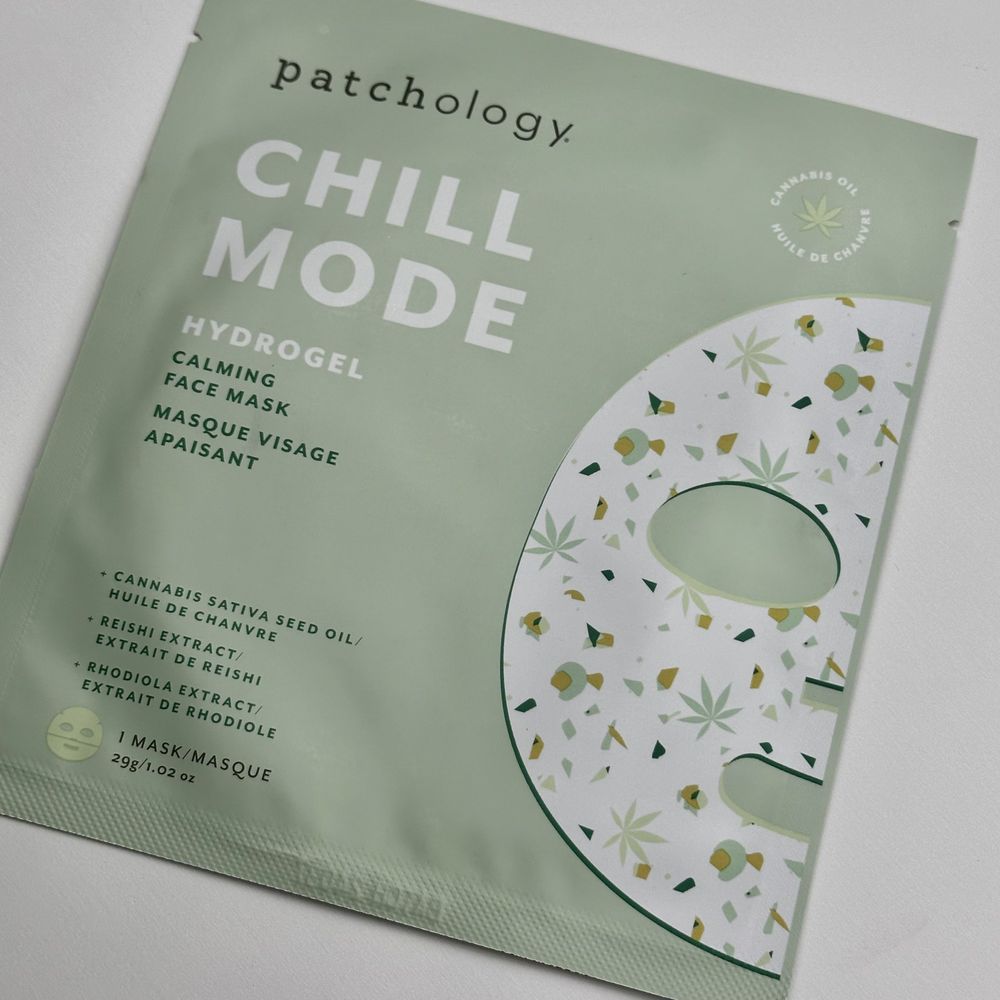 patchology
CHILL
MODE
HYDROGEL
CALMING
FACE MASK
MASQUE VISAGE
APAISANT
CANNABIS OIL
HUILE DE CHANVRE
+ CANNABIS SATIVA SEED OIL/
HUILE DE CHANVRE
+ REISHI EXTRACT/
EXTRAIT DE REISHI
+ RHODIOLA EXTRACT/
EXTRAIT DE RHODIOLE
1 MASK/MASQUE
29g/1.02 oz